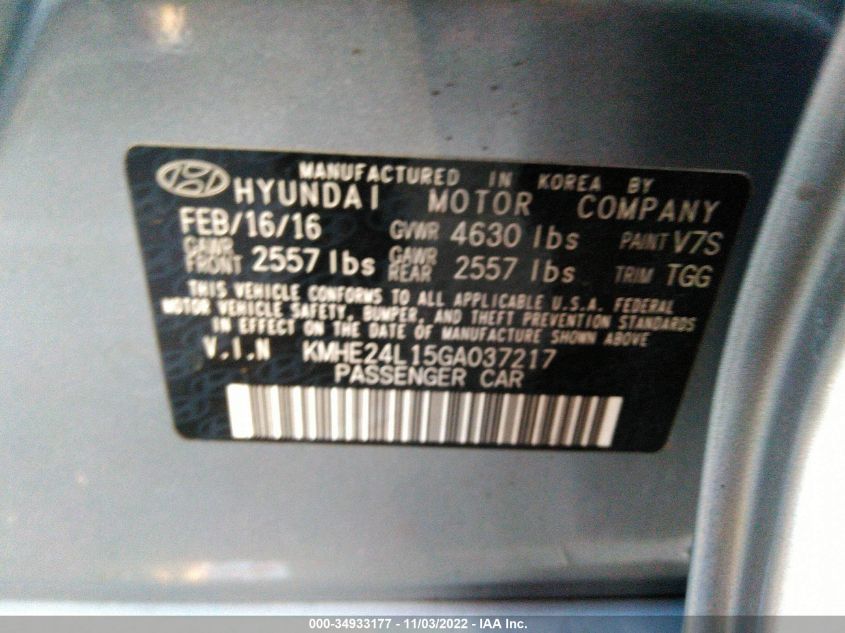 MANUFACTURED IN KOREA BY
HYUNDAI MOTOR COMPANY
FEB/16/16 GVWR 4630 lbs PAINT V7S
GAWR FRONT 2557 lbs GAWR REAR 2557 lbs TRIM TGG
THIS VEHICLE CONFORMS TO ALL APPLICABLE U.S.A. FEDERAL
MOTOR VEHICLE SAFETY, BUMPER, AND THEFT PREVENTION STANDARDS
IN EFFECT ON THE DATE OF MANUFACTURE SHOWN ABOVE
V.I.N KMHE24L15GA037217
PASSENGER CAR
000-34933177 - 11/03/2022 - © IAA Inc.